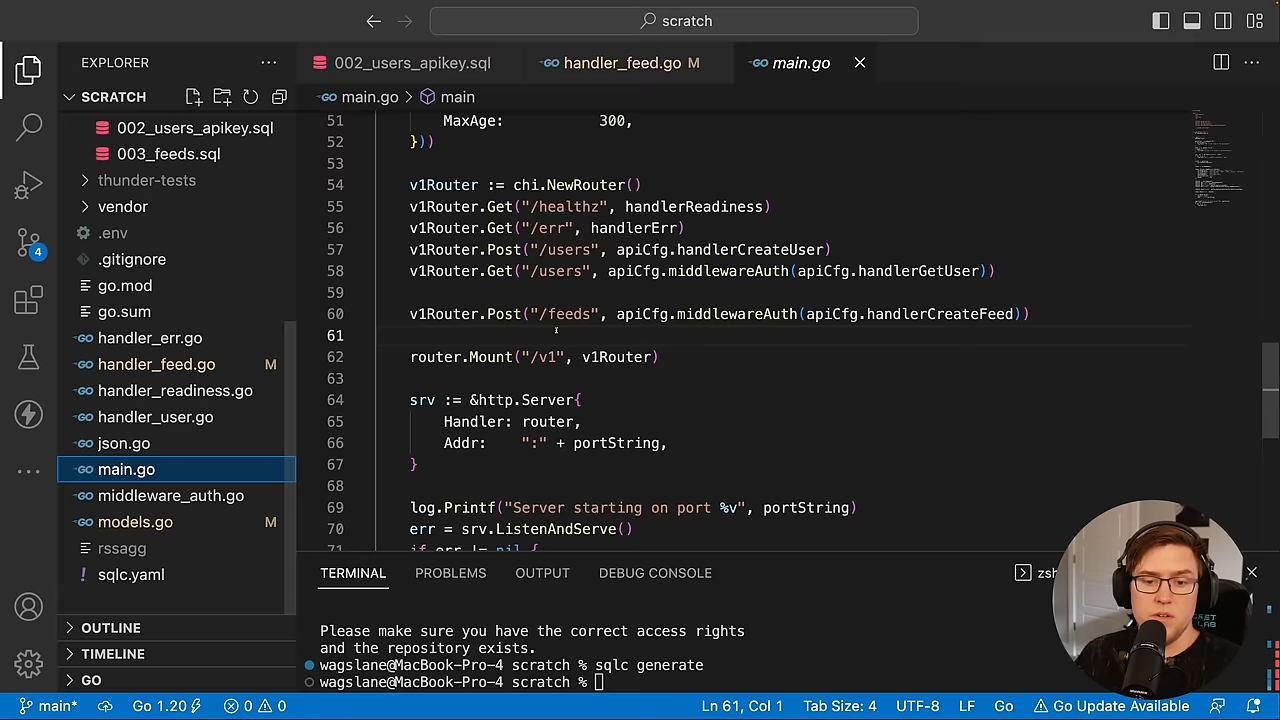 scratch
EXPLORER
SCRATCH
002_users_apikey.sql
003_feeds.sql
thunder-tests
vendor
.env
.gitignore
go.mod
go.sum
handler_err.go
handler_feed.go M
handler_readiness.go
handler_user.go
json.go
main.go
middleware_auth.go
models.go M
rssagg
sqlc.yaml
OUTLINE
TIMELINE
GO
4
002_users_apikey.sql
handler_feed.go M
main.go
main.go > main
51 MaxAge: 300,
52 }))
53
54 v1Router := chi.NewRouter()
55 v1Router.Get("/healthz", handlerReadiness)
56 v1Router.Get("/err", handlerErr)
57 v1Router.Post("/users", apiCfg.handlerCreateUser)
58 v1Router.Get("/users", apiCfg.middlewareAuth(apiCfg.handlerGetUser))
59
60 v1Router.Post("/feeds", apiCfg.middlewareAuth(apiCfg.handlerCreateFeed))
61
62 router.Mount("/v1", v1Router)
63
64 srv := &http.Server{
65 Handler: router,
66 Addr: ":" + portString,
67 }
68
69 log.Printf("Server starting on port %v", portString)
70 err = srv.ListenAndServe()
71 if err != nil {
TERMINAL PROBLEMS OUTPUT DEBUG CONSOLE
Please make sure you have the correct access rights
and the repository exists.
wagslane@MacBook-Pro-4 scratch % sqlc generate
wagslane@MacBook-Pro-4 scratch %
main* Go 1.20 0 0 Ln 61, Col 1 Tab Size: 4 UTF-8 LF Go Go Update Available